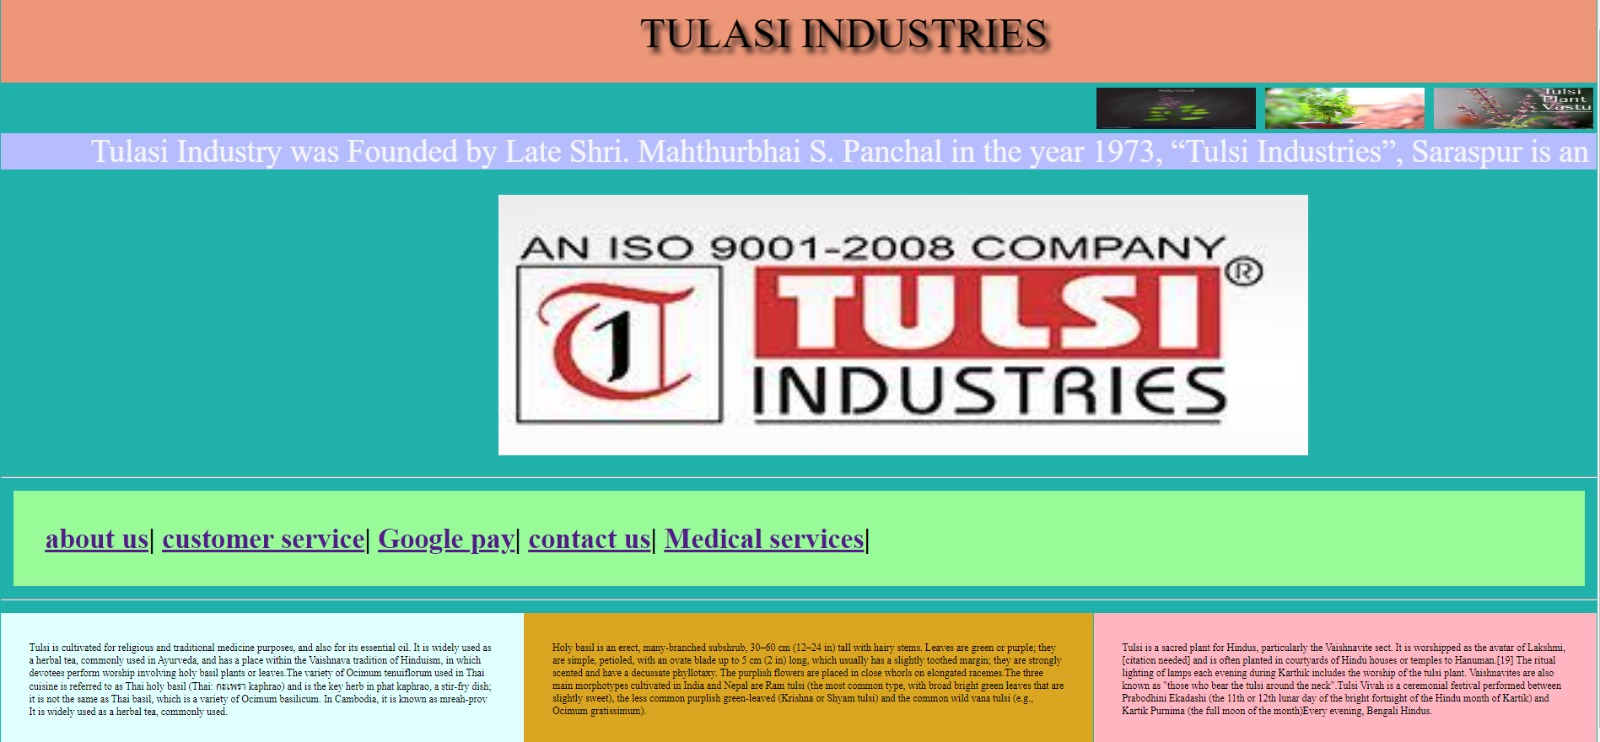 TULASI INDUSTRIES
Tulsi
Plant
Vastu
Tulasi Industry was Founded by Late Shri. Mahthurbhai S. Panchal in the year 1973, “Tulsi Industries”, Saraspur is an
AN ISO 9001-2008 COMPANY
T1 TULSI ®
INDUSTRIES
about us| customer service| Google pay| contact us| Medical services|
Tulsi is cultivated for religious and traditional medicine purposes, and also for its essential oil. It is widely used as
a herbal tea, commonly used in Ayurveda, and has a place within the Vaishnava tradition of Hinduism, in which
devotees perform worship involving holy basil plants or leaves.The variety of Ocimum tenuiflorum used in Thai
cuisine is referred to as Thai holy basil (Thai: กะเพรา kaphrao) and is the key herb in phat kaphrao, a stir-fry dish;
it is not the same as Thai basil, which is a variety of Ocimum basilicum. In Cambodia, it is known as mreah-prov
It is widely used as a herbal tea, commonly used.
Holy basil is an erect, many-branched subshrub, 30–60 cm (12–24 in) tall with hairy stems. Leaves are green or purple; they
are simple, petioled, with an ovate blade up to 5 cm (2 in) long, which usually has a slightly toothed margin; they are strongly
scented and have a decussate phyllotaxy. The purplish flowers are placed in close whorls on elongated racemes.The three
main morphotypes cultivated in India and Nepal are Ram tulsi (the most common type, with broad bright green leaves that are
slightly sweet), the less common purplish green-leaved (Krishna or Shyam tulsi) and the common wild vana tulsi (e.g.,
Ocimum gratissimum).
Tulsi is a sacred plant for Hindus, particularly the Vaishnavite sect. It is worshipped as the avatar of Lakshmi,
[citation needed] and is often planted in courtyards of Hindu houses or temples to Hanuman.[19] The ritual
lighting of lamps each evening during Karthik includes the worship of the tulsi plant. Vaishnavites are also
known as "those who bear the tulsi around the neck".Tulsi Vivah is a ceremonial festival performed between
Prabodhini Ekadashi (the 11th or 12th lunar day of the bright fortnight of the Hindu month of Kartik) and
Kartik Purnima (the full moon of the month)Every evening, Bengali Hindus.